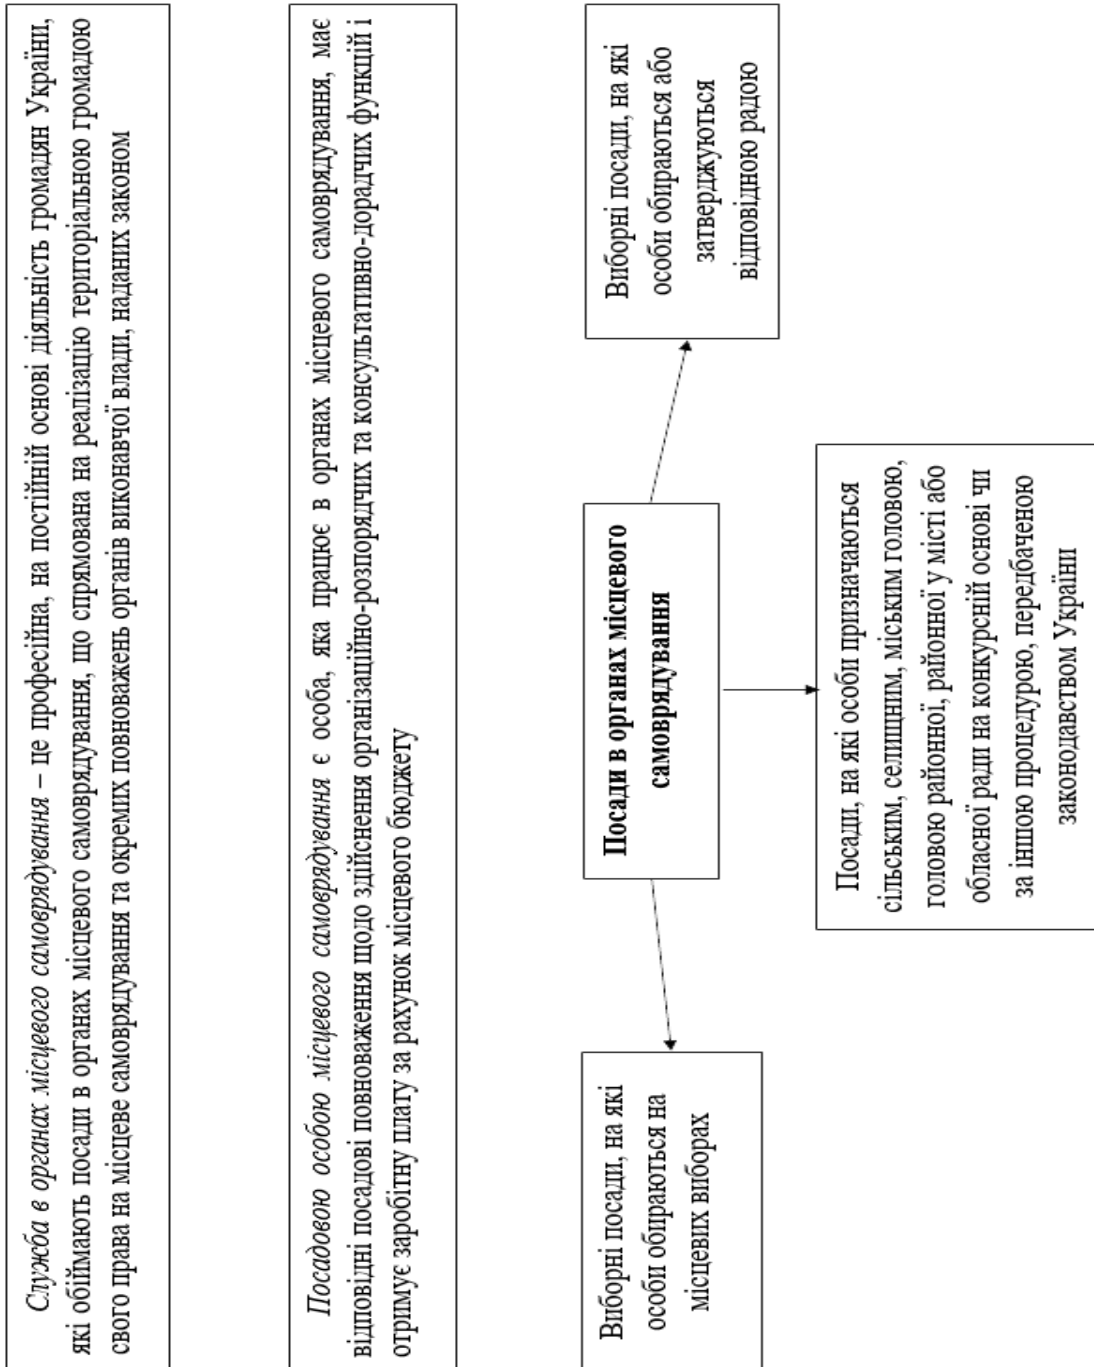 Служба в органах місцевого самоврядування – це професійна, на постійній основі діяльність громадян України,
які обіймають посади в органах місцевого самоврядування, що спрямована на реалізацію територіальною громадою
свого права на місцеве самоврядування та окремих повноважень органів виконавчої влади, наданих законом
Посадовою особою місцевого самоврядування є особа, яка працює в органах місцевого самоврядування, має
відповідні посадові повноваження щодо здійснення організаційно-розпорядчих та консультативно-дорадчих функцій і
отримує заробітну плату за рахунок місцевого бюджету
Посади в органах місцевого
самоврядування
Виборні посади, на які
особи обираються на
місцевих виборах
Посади, на які особи призначаються
сільським, селищним, міським головою,
головою районної, районної у місті або
обласної ради на конкурсній основі чи
за іншою процедурою, передбаченою
законодавством України
Виборні посади, на які
особи обираються або
затверджуються
відповідною радою